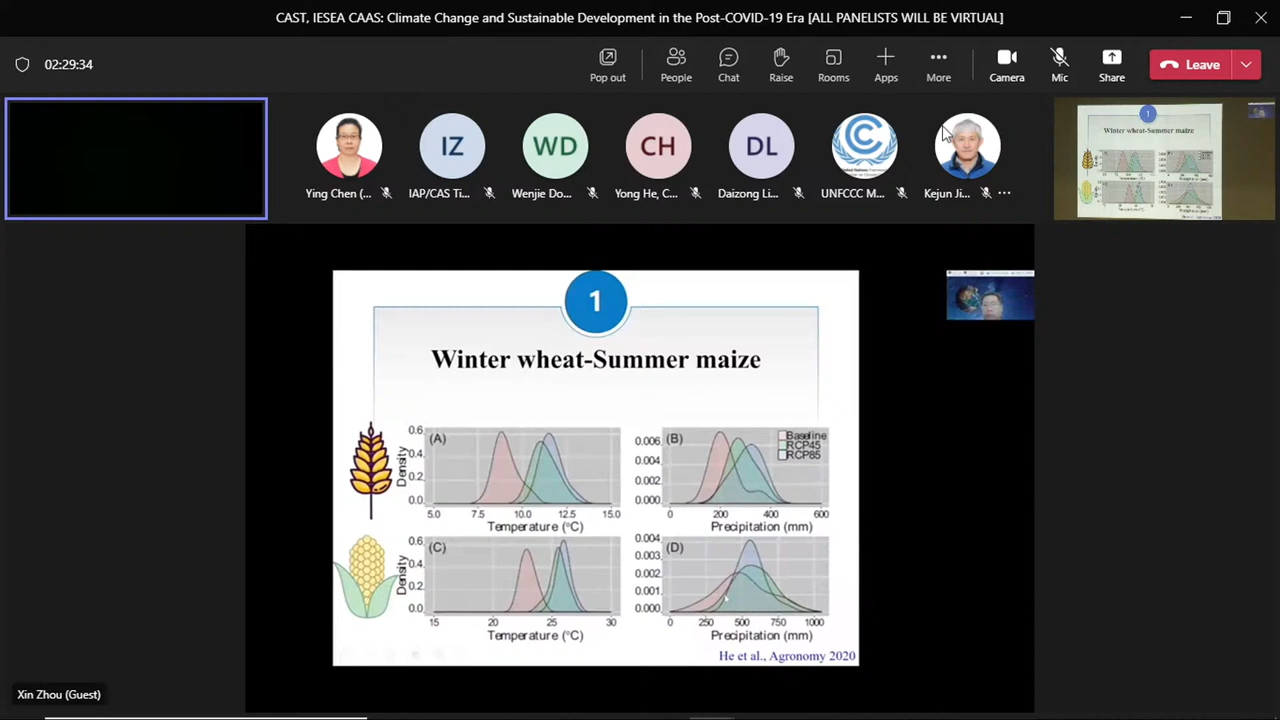 CAST, IESEA CAAS: Climate Change and Sustainable Development in the Post-COVID-19 Era [ALL PANELISTS WILL BE VIRTUAL]
02:29:34
Pop out
People
Chat
Raise
Rooms
Apps
More
Camera
Mic
Share
Leave
IZ
WD
CH
DL
Ying Chen (...
IAP/CAS Ti...
Wenjie Do...
Yong He, C...
Daizong Li...
UNFCCC M...
Kejun Ji...
1
Winter wheat-Summer maize
1
Winter wheat-Summer maize
(A)
Density
0.6
0.4
0.2
0.0
5.0 7.5 10.0 12.5 15.0
Temperature (°C)
(B)
0.006
0.004
0.002
0.000
Baseline
RCP45
RCP85
0 200 400 600
Precipitation (mm)
(C)
Density
0.6
0.4
0.2
0.0
15 20 25 30
Temperature (°C)
(D)
0.004
0.003
0.002
0.001
0.000
0 250 500 750 1000
Precipitation (mm)
He et al., Agronomy 2020
Xin Zhou (Guest)